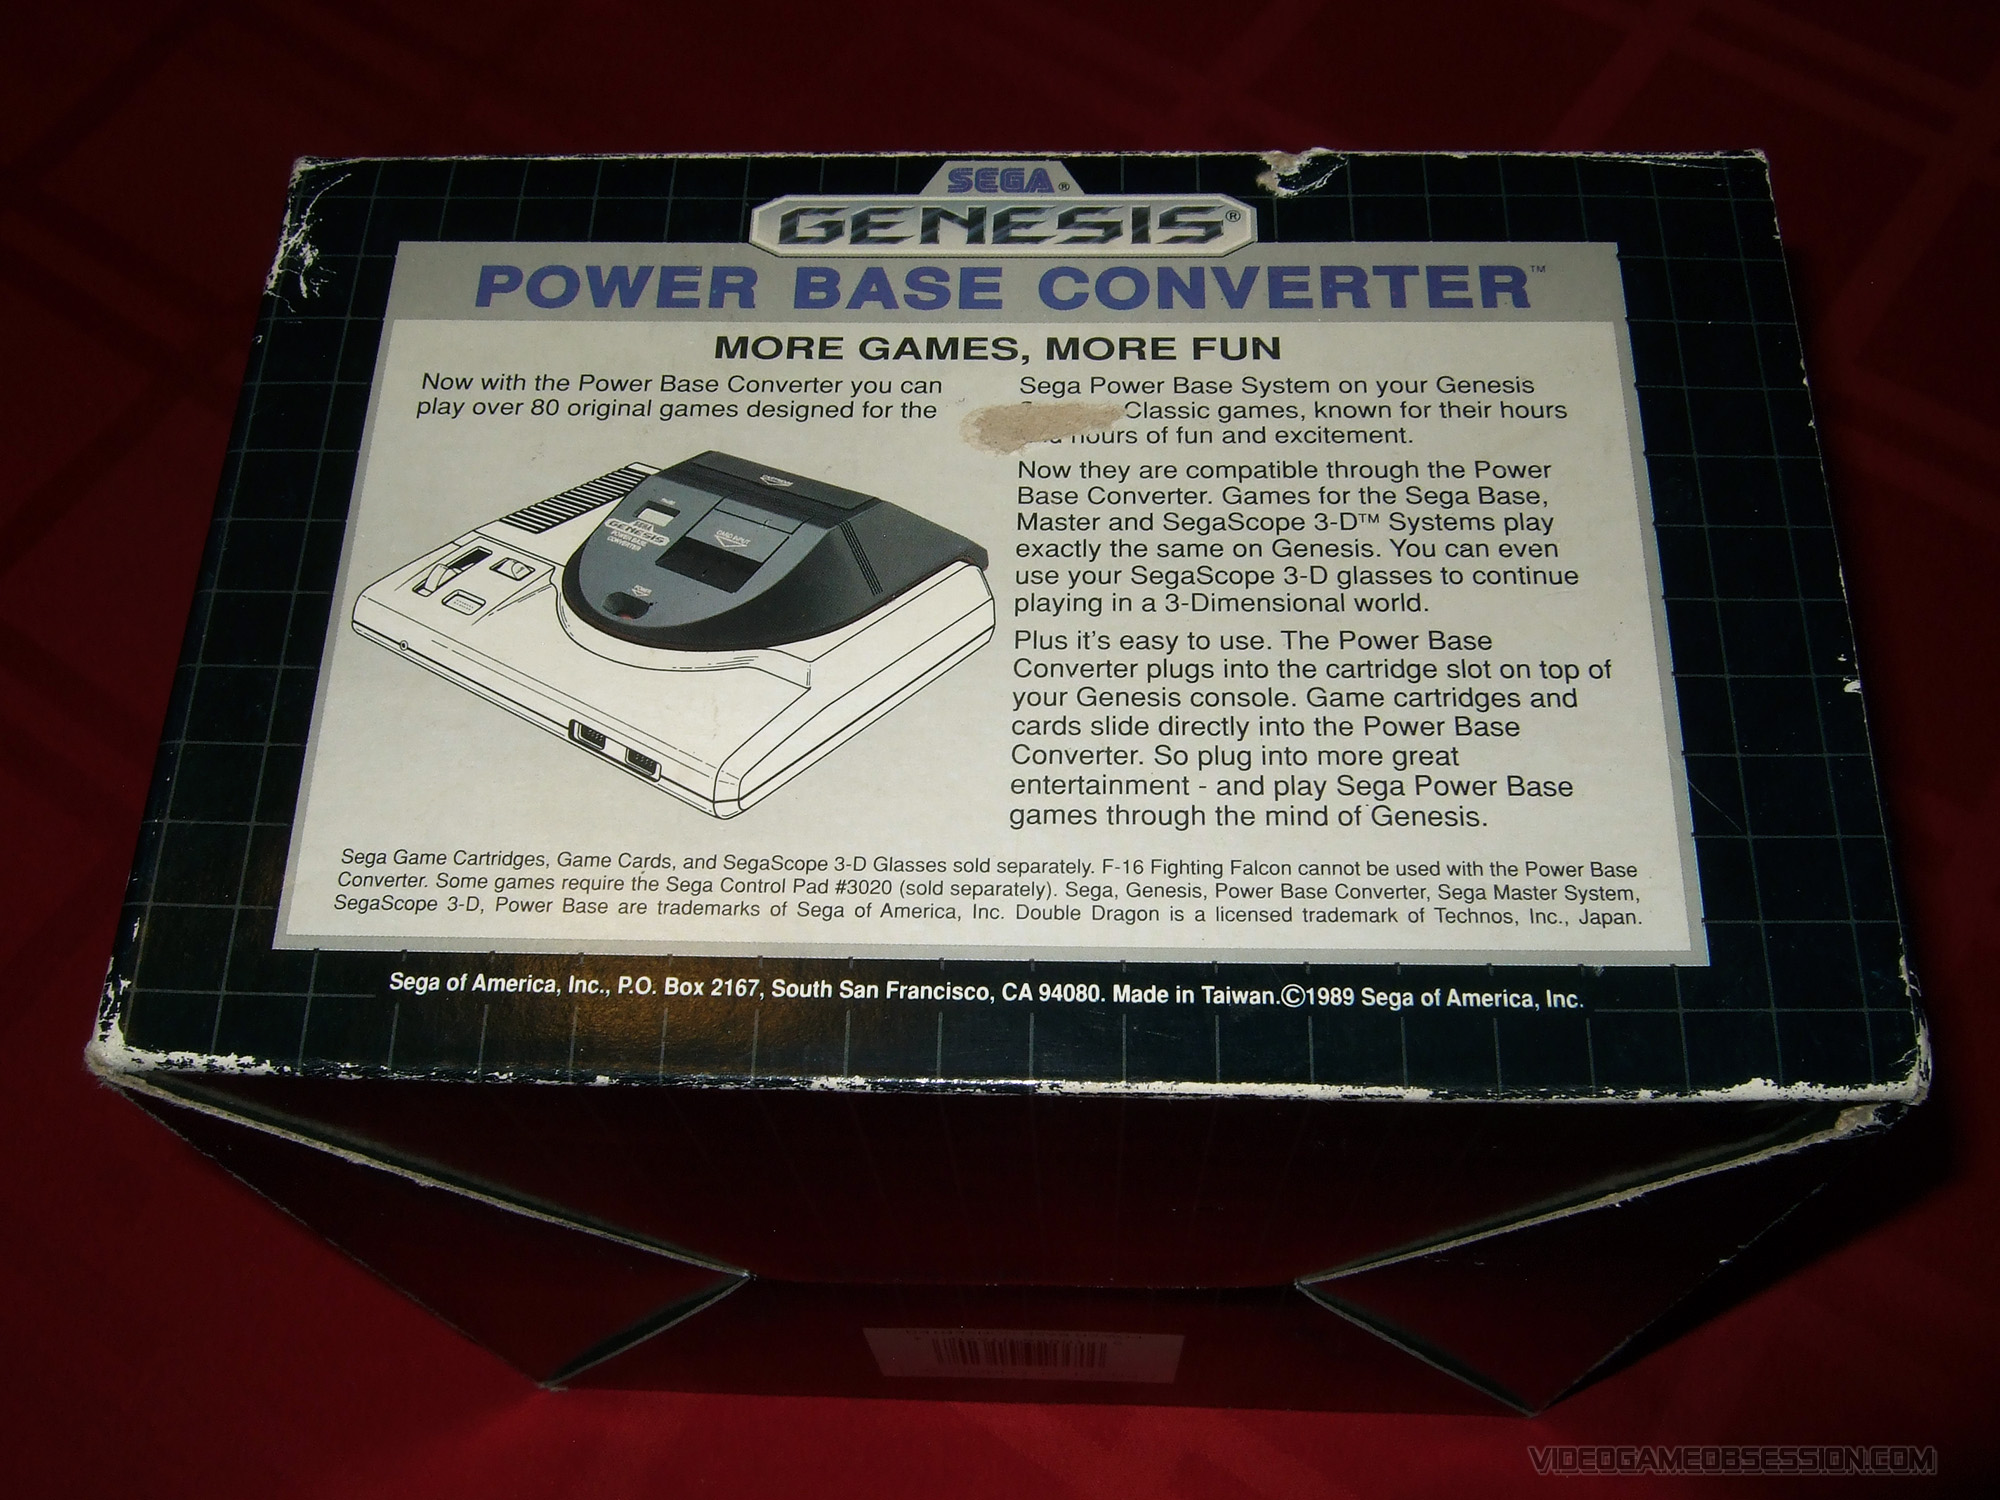 SEGA®
GENESIS®
POWER BASE CONVERTER™
MORE GAMES, MORE FUN
Now with the Power Base Converter you can
play over 80 original games designed for the
Sega Power Base System on your Genesis
Classic games, known for their hours
hours of fun and excitement.
Now they are compatible through the Power
Base Converter. Games for the Sega Base,
Master and SegaScope 3-D™ Systems play
exactly the same on Genesis. You can even
use your SegaScope 3-D glasses to continue
playing in a 3-Dimensional world.
Plus it's easy to use. The Power Base
Converter plugs into the cartridge slot on top of
your Genesis console. Game cartridges and
cards slide directly into the Power Base
Converter. So plug into more great
entertainment - and play Sega Power Base
games through the mind of Genesis.
SEGA
GENESIS
POWER BASE
CONVERTER
CARD INPUT
POWER
Sega Game Cartridges, Game Cards, and SegaScope 3-D Glasses sold separately. F-16 Fighting Falcon cannot be used with the Power Base
Converter. Some games require the Sega Control Pad #3020 (sold separately). Sega, Genesis, Power Base Converter, Sega Master System,
SegaScope 3-D, Power Base are trademarks of Sega of America, Inc. Double Dragon is a licensed trademark of Technos, Inc., Japan.
Sega of America, Inc., P.O. Box 2167, South San Francisco, CA 94080. Made in Taiwan.©1989 Sega of America, Inc.
VIDEOGAMEOBSESSION.COM